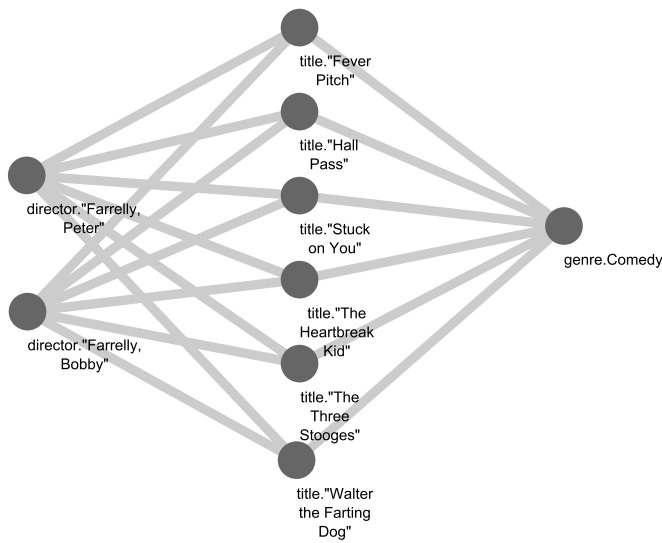 title."Fever
Pitch"
title."Hall
Pass"
director."Farrelly,
Peter"
title."Stuck
on You"
genre.Comedy
title."The
Heartbreak
Kid"
director."Farrelly,
Bobby"
title."The
Three
Stooges"
title."Walter
the Farting
Dog"